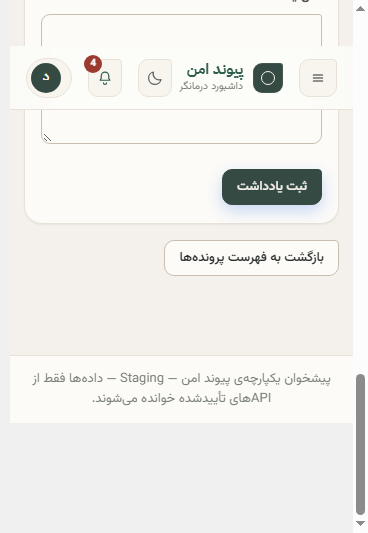 پیوند امن
داشبورد درمانگر
4
د
ثبت یادداشت
بازگشت به فهرست پرونده‌ها
پیشخوان یکپارچه‌ی پیوند امن — Staging — داده‌ها فقط از
APIهای تأییدشده خوانده می‌شوند.